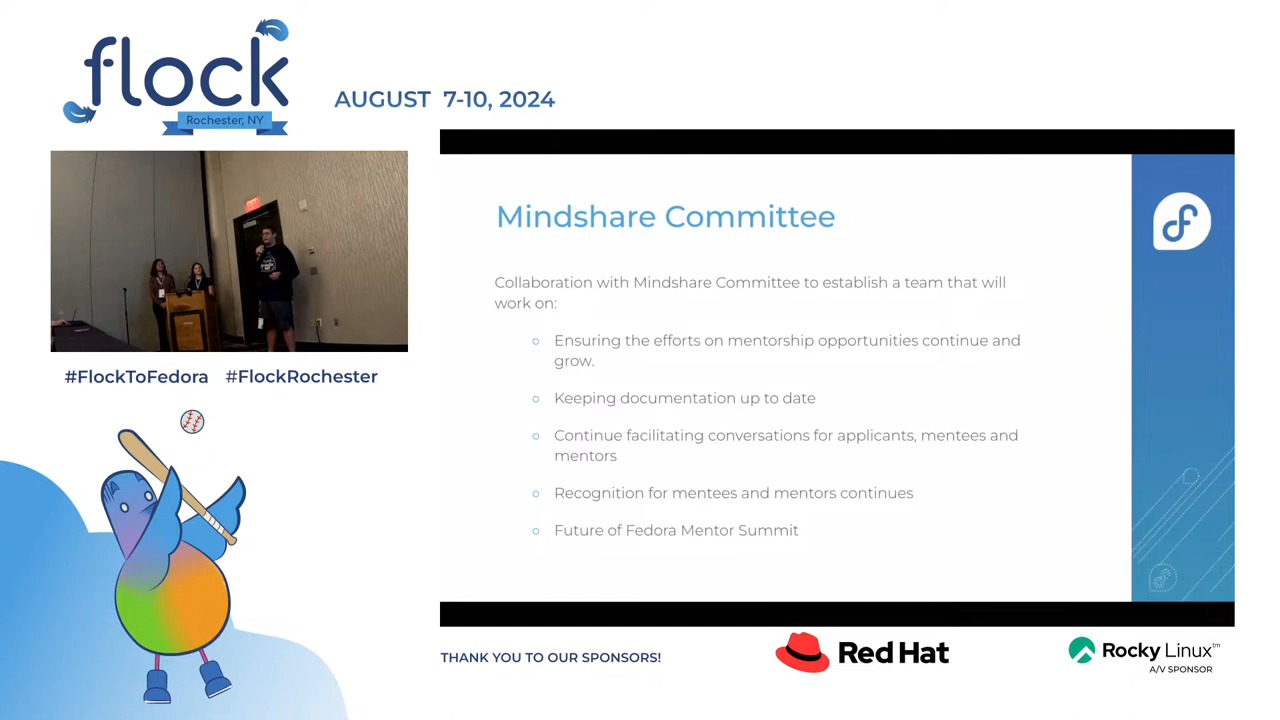 flock
Rochester, NY
AUGUST 7-10, 2024
#FlockToFedora #FlockRochester
Mindshare Committee
Collaboration with Mindshare Committee to establish a team that will
work on:
Ensuring the efforts on mentorship opportunities continue and
grow.
Keeping documentation up to date
Continue facilitating conversations for applicants, mentees and
mentors
Recognition for mentees and mentors continues
Future of Fedora Mentor Summit
THANK YOU TO OUR SPONSORS!
Red Hat
Rocky Linux™
A/V SPONSOR